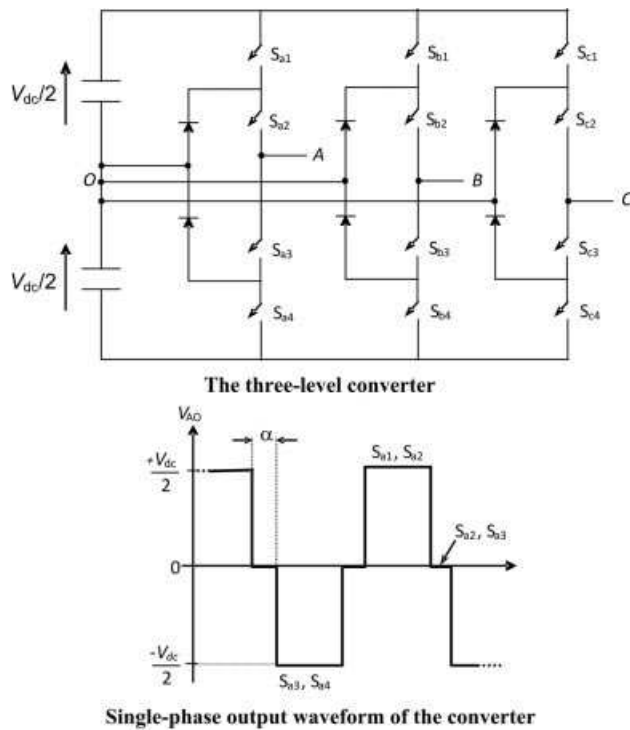 Sa1
Sb1
Sc1
Vdc/2
Sa2
Sb2
Sc2
A
O
B
C
Vdc/2
Sa3
Sb3
Sc3
Sa4
Sb4
Sc4
The three-level converter
VAO
α
Sa1, Sa2
+Vdc
2
Sa2, Sa3
0
-Vdc
2
Sa3, Sa4
Single-phase output waveform of the converter